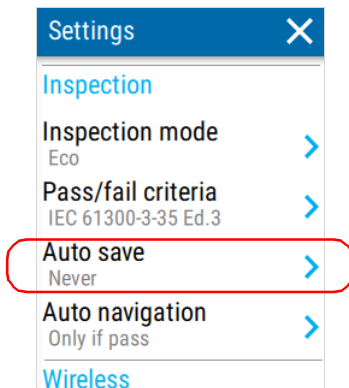 Settings
Inspection
Inspection mode
Eco
Pass/fail criteria
IEC 61300-3-35 Ed.3
Auto save
Never
Auto navigation
Only if pass
Wireless